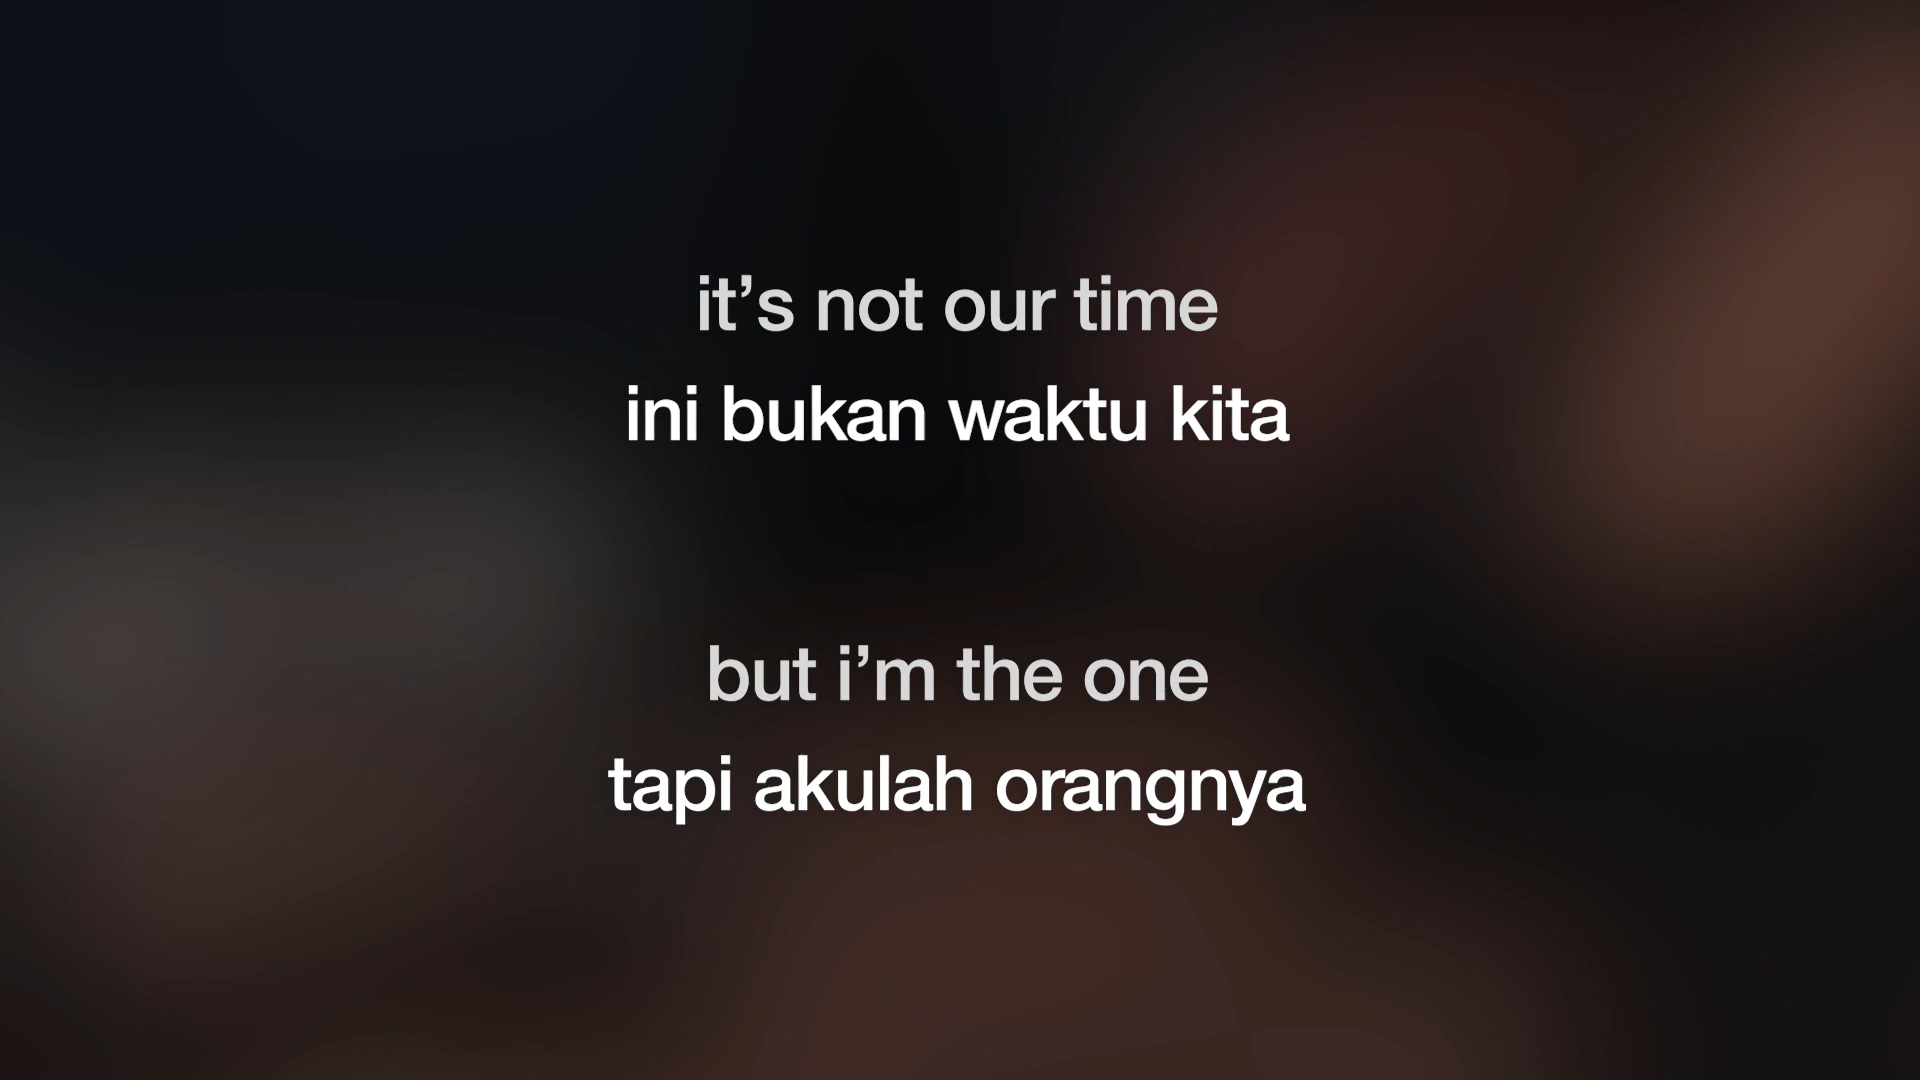 it’s not our time
ini bukan waktu kita
but i’m the one
tapi akulah orangnya